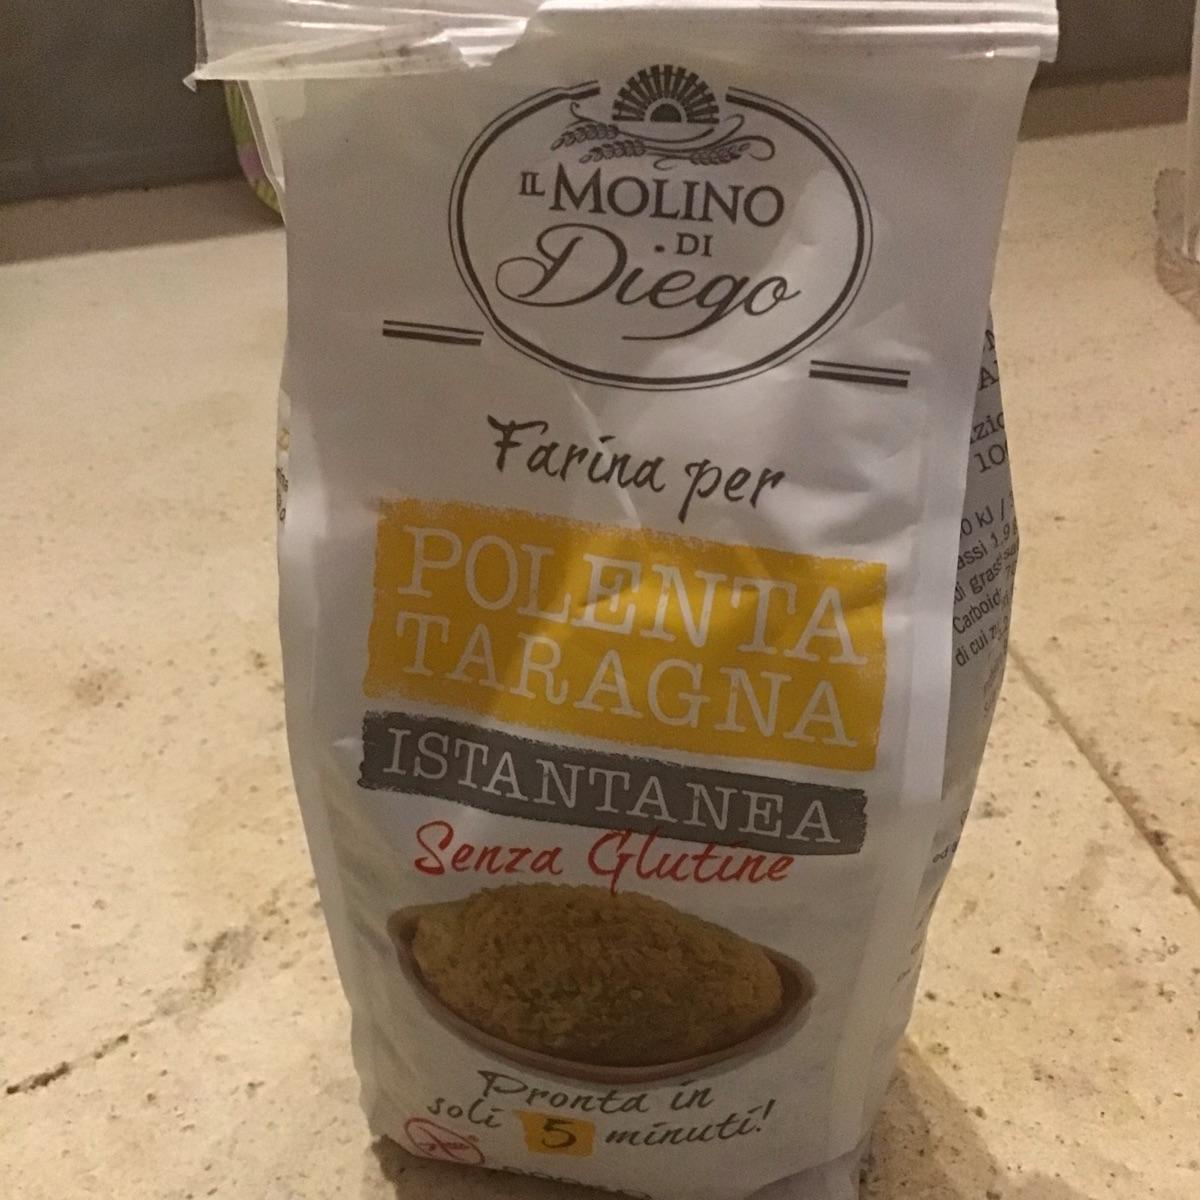 IL MOLINO
DI
Diego
Farina per
POLENTA
TARAGNA
ISTANTANEA
Senza Glutine
Pronta in
soli 5 minuti!